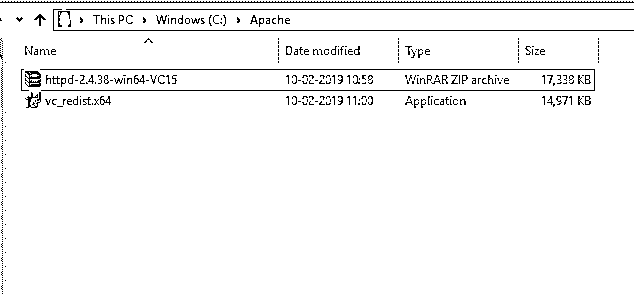 This PC > Windows (C:) > Apache
Name Date modified Type Size
httpd-2.4.38-win64-VC15 10-02-2019 10:58 WinRAR ZIP archive 17,338 KB
vc_redist.x64 10-02-2019 11:00 Application 14,971 KB